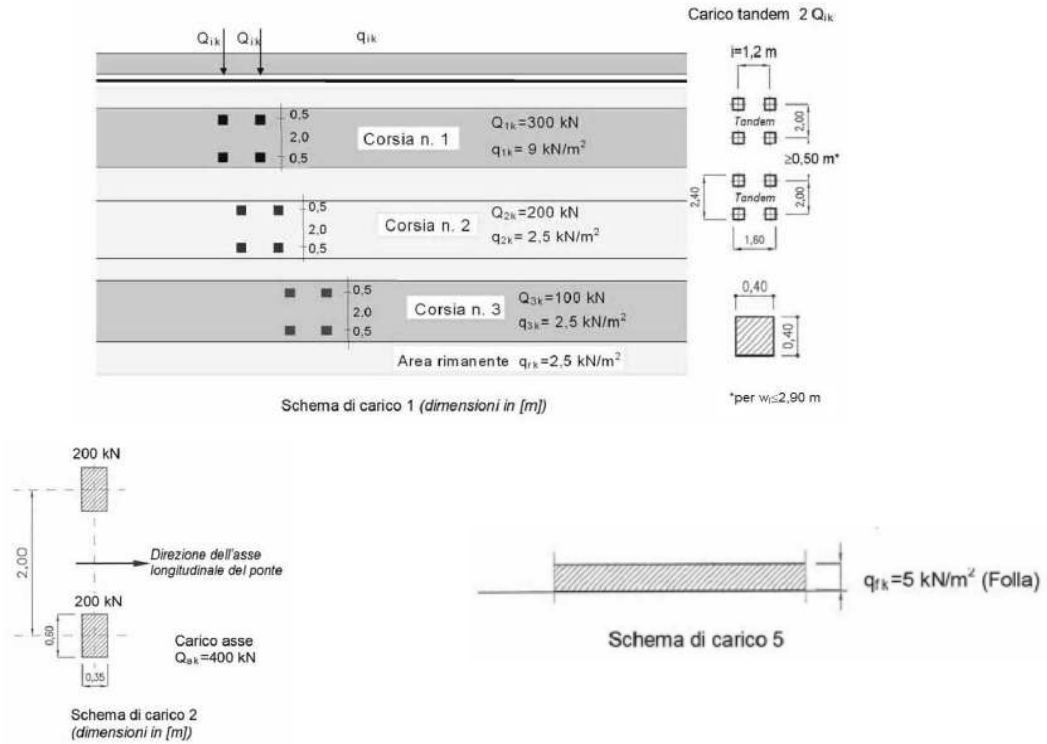 Carico tandem 2 Qik
Qik Qik qik
i=1,2 m
0,5
2,0
0,5
Corsia n. 1
Q1k=300 kN
q1k= 9 kN/m²
Tandem
2,00
≥0,50 m*
0,5
2,0
0,5
Corsia n. 2
Q2k=200 kN
q2k= 2,5 kN/m²
2,40
Tandem
2,00
1,60
0,5
2,0
0,5
Corsia n. 3
Q3k=100 kN
q3k= 2,5 kN/m²
0,40
0,40
Area rimanente qrk=2,5 kN/m²
Schema di carico 1 (dimensioni in [m])
*per wl≤2,90 m
200 kN
2,00
Direzione dell'asse
longitudinale del ponte
200 kN
0,60
Carico asse
Qak=400 kN
0,35
Schema di carico 2
(dimensioni in [m])
qfk=5 kN/m² (Folla)
Schema di carico 5